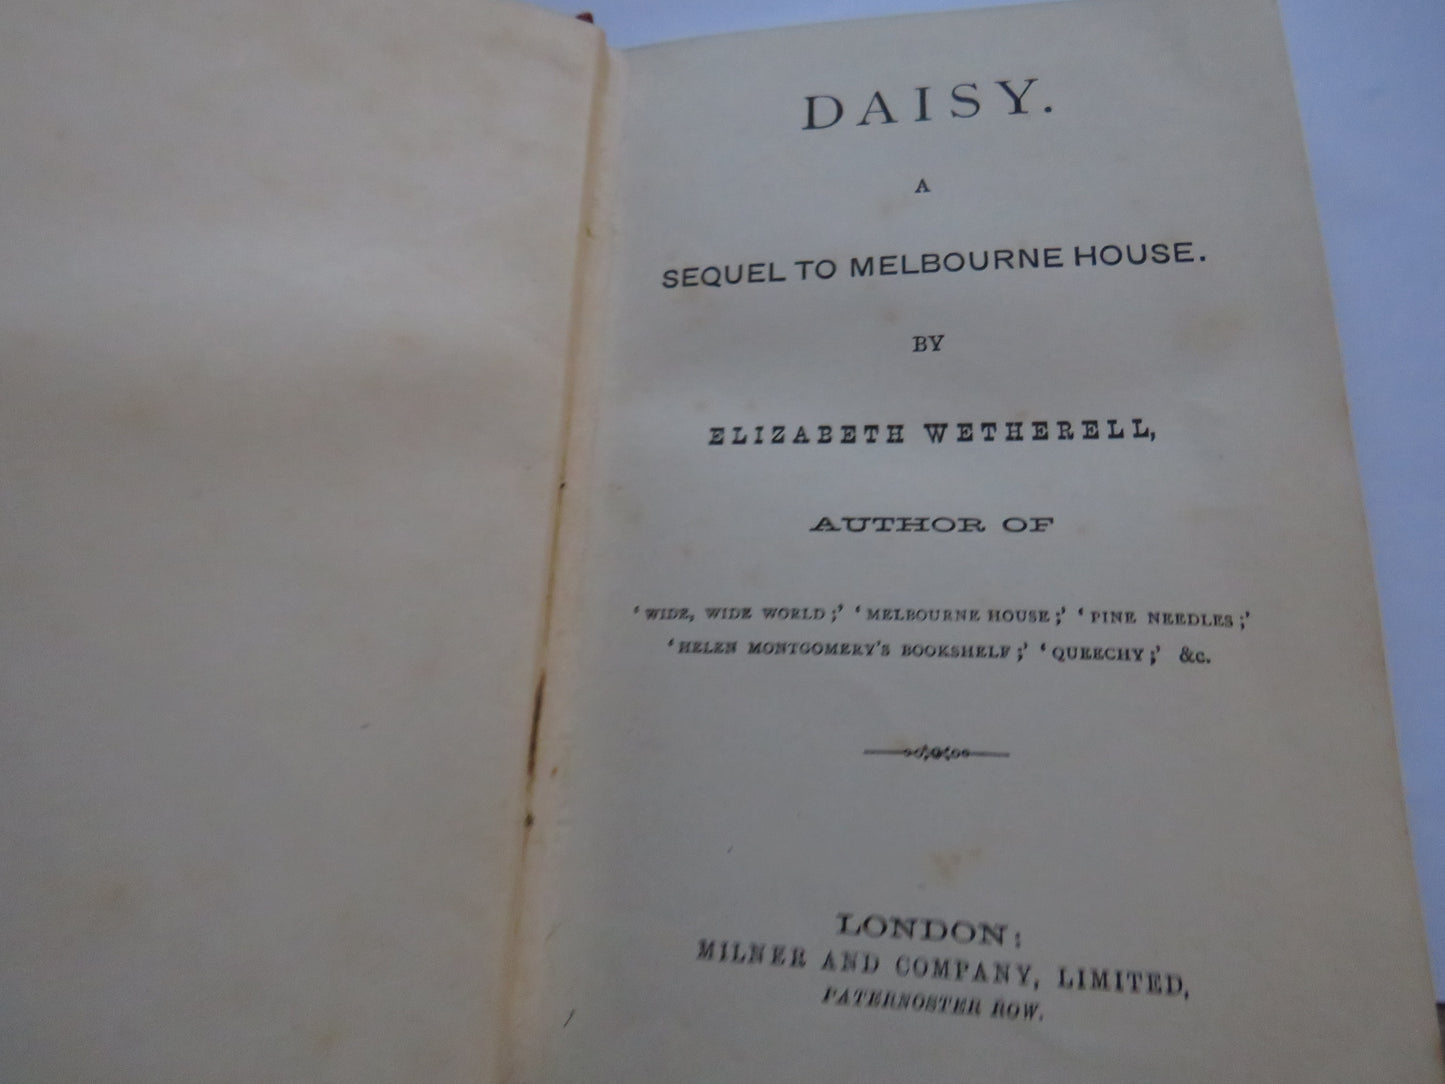 DAISY.
A
SEQUEL TO MELBOURNE HOUSE.
BY
ELIZABETH WETHERELL,
AUTHOR OF
‘WIDE, WIDE WORLD;’ ‘MELBOURNE HOUSE;’ ‘PINE NEEDLES;’
‘HELEN MONTGOMERY’S BOOKSHELF;’ ‘QUEECHY;’ &c.
LONDON:
MILNER AND COMPANY, LIMITED,
PATERNOSTER ROW.